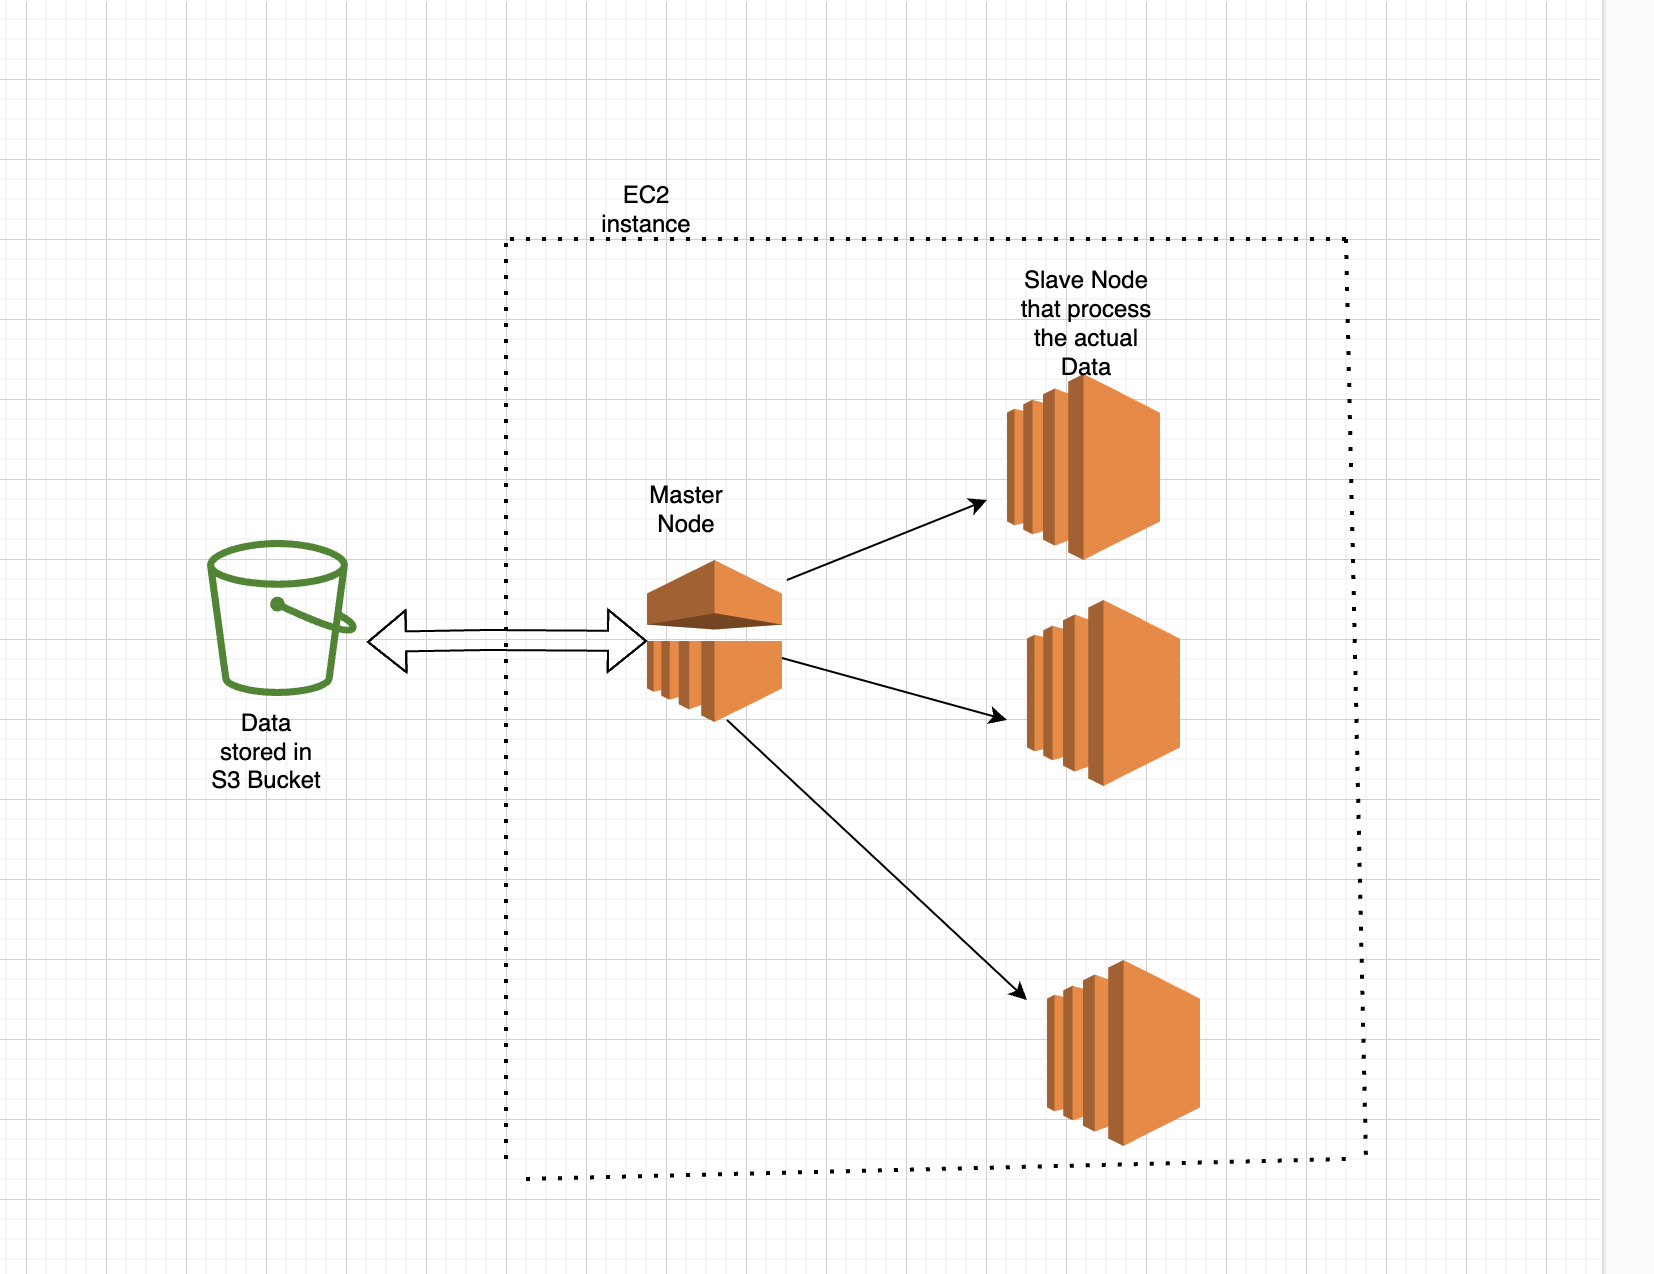 EC2
instance
Slave Node
that process
the actual
Data
Master
Node
Data
stored in
S3 Bucket